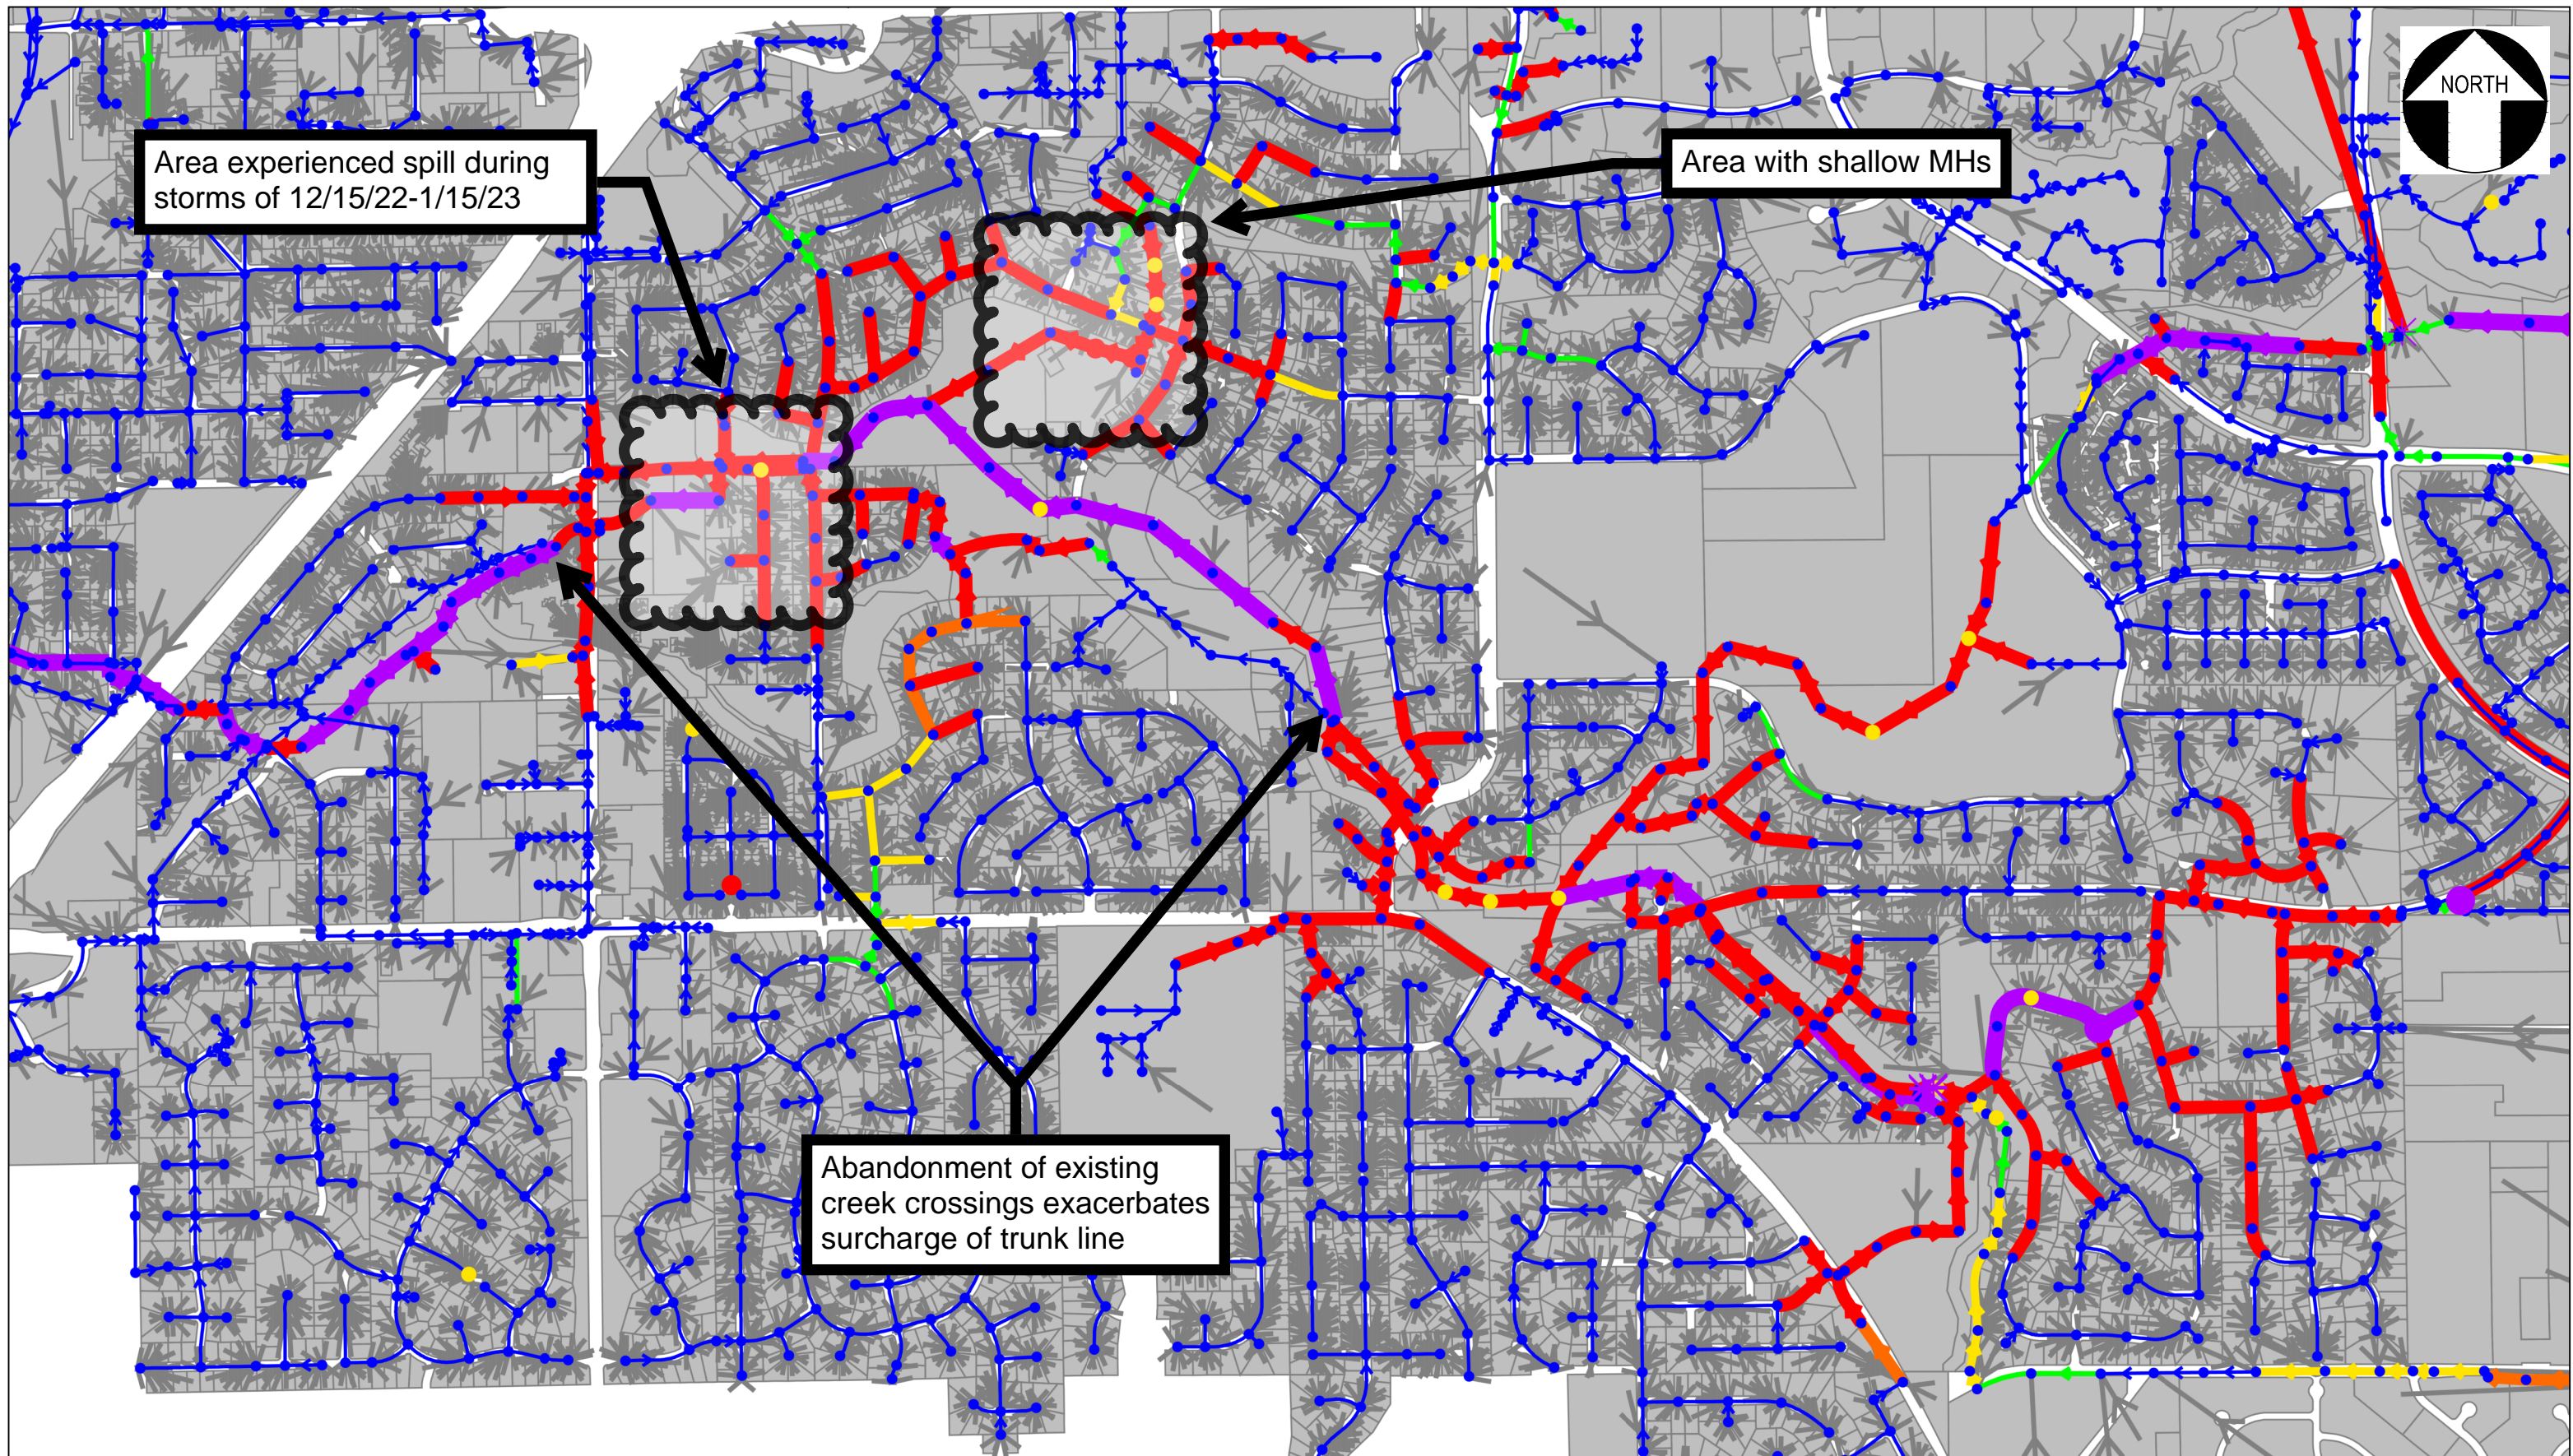 NORTH
Area experienced spill during
storms of 12/15/22-1/15/23
Area with shallow MHs
Abandonment of existing
creek crossings exacerbates
surcharge of trunk line